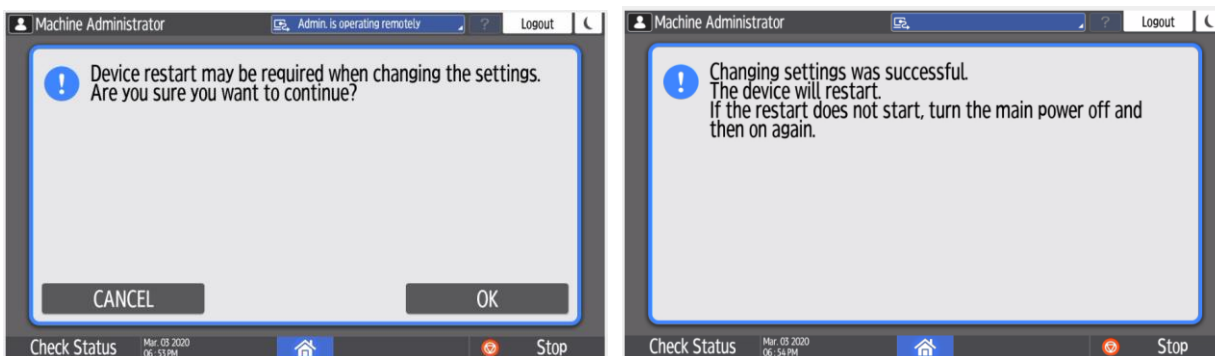 Machine Administrator
Admin. is operating remotely
?
Logout
Device restart may be required when changing the settings.
Are you sure you want to continue?
CANCEL
OK
Check Status
Mar. 03 2020
06 : 53 PM
Stop
Machine Administrator
?
Logout
Changing settings was successful.
The device will restart.
If the restart does not start, turn the main power off and
then on again.
Check Status
Mar. 03 2020
06 : 54 PM
Stop